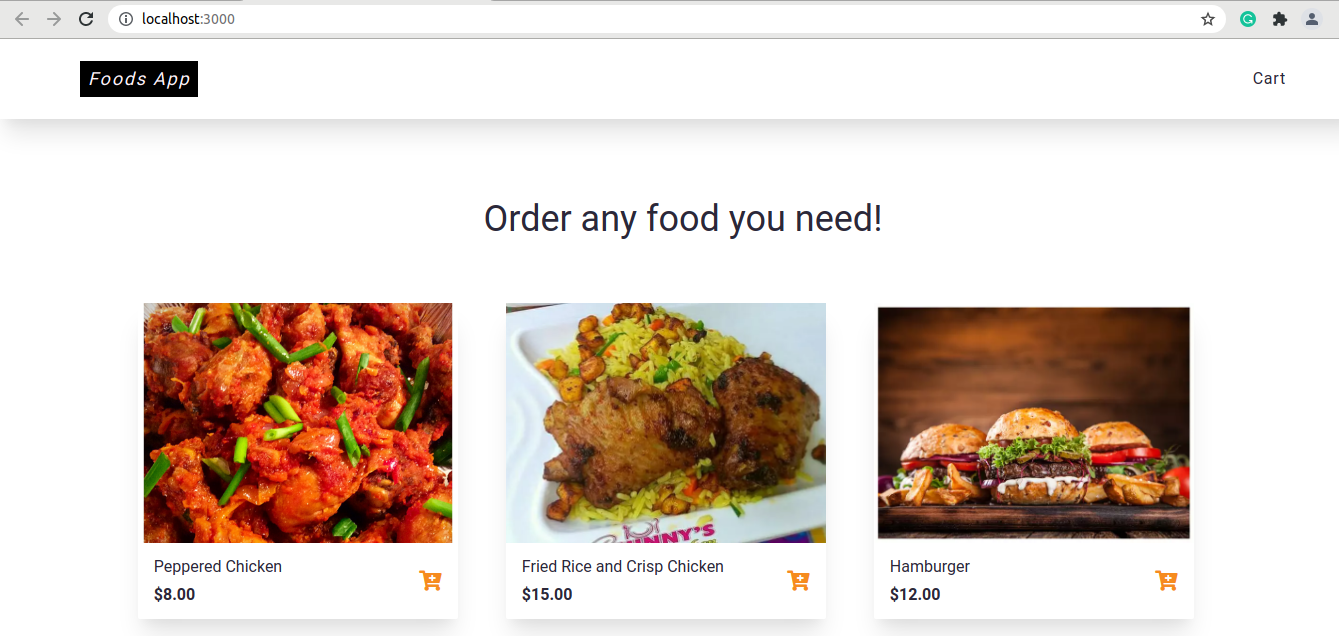 localhost:3000
Foods App
Cart
Order any food you need!
Peppered Chicken
$8.00
Fried Rice and Crisp Chicken
$15.00
Hamburger
$12.00